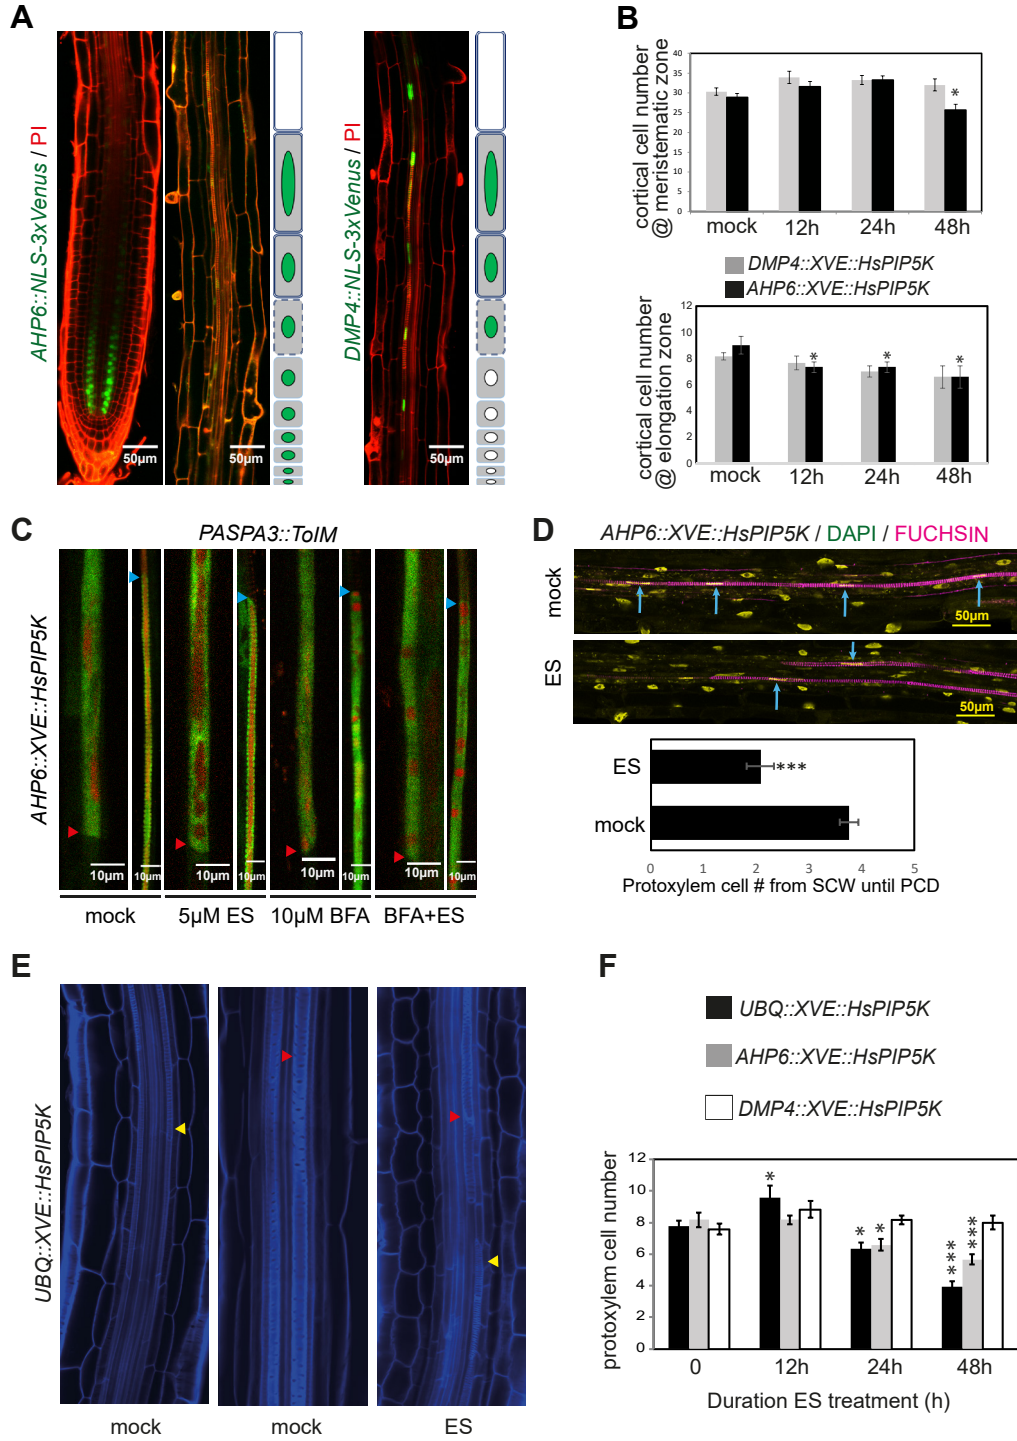 A
AHP6::NLS-3xVenus / PI
50µm
50µm
DMP4::NLS-3xVenus / PI
50µm
B
cortical cell number
@ meristematic zone
40
35
30
25
20
15
10
5
0
mock 12h 24h 48h
*
DMP4::XVE::HsPIP5K
AHP6::XVE::HsPIP5K
cortical cell number
@ elongation zone
12
10
8
6
4
2
0
* * *
mock 12h 24h 48h
C
PASPA3::ToIM
AHP6::XVE::HsPIP5K
10µm 10µm 10µm 10µm 10µm 10µm 10µm 10µm
mock 5µM ES 10µM BFA BFA+ES
D
AHP6::XVE::HsPIP5K / DAPI / FUCHSIN
mock
50µm
ES
50µm
ES
***
mock
0 1 2 3 4 5
Protoxylem cell # from SCW until PCD
E
UBQ::XVE::HsPIP5K
mock mock ES
F
UBQ::XVE::HsPIP5K
AHP6::XVE::HsPIP5K
DMP4::XVE::HsPIP5K
protoxylem cell number
12
10
8
6
4
2
0
* * * *** ***
0 12h 24h 48h
Duration ES treatment (h)